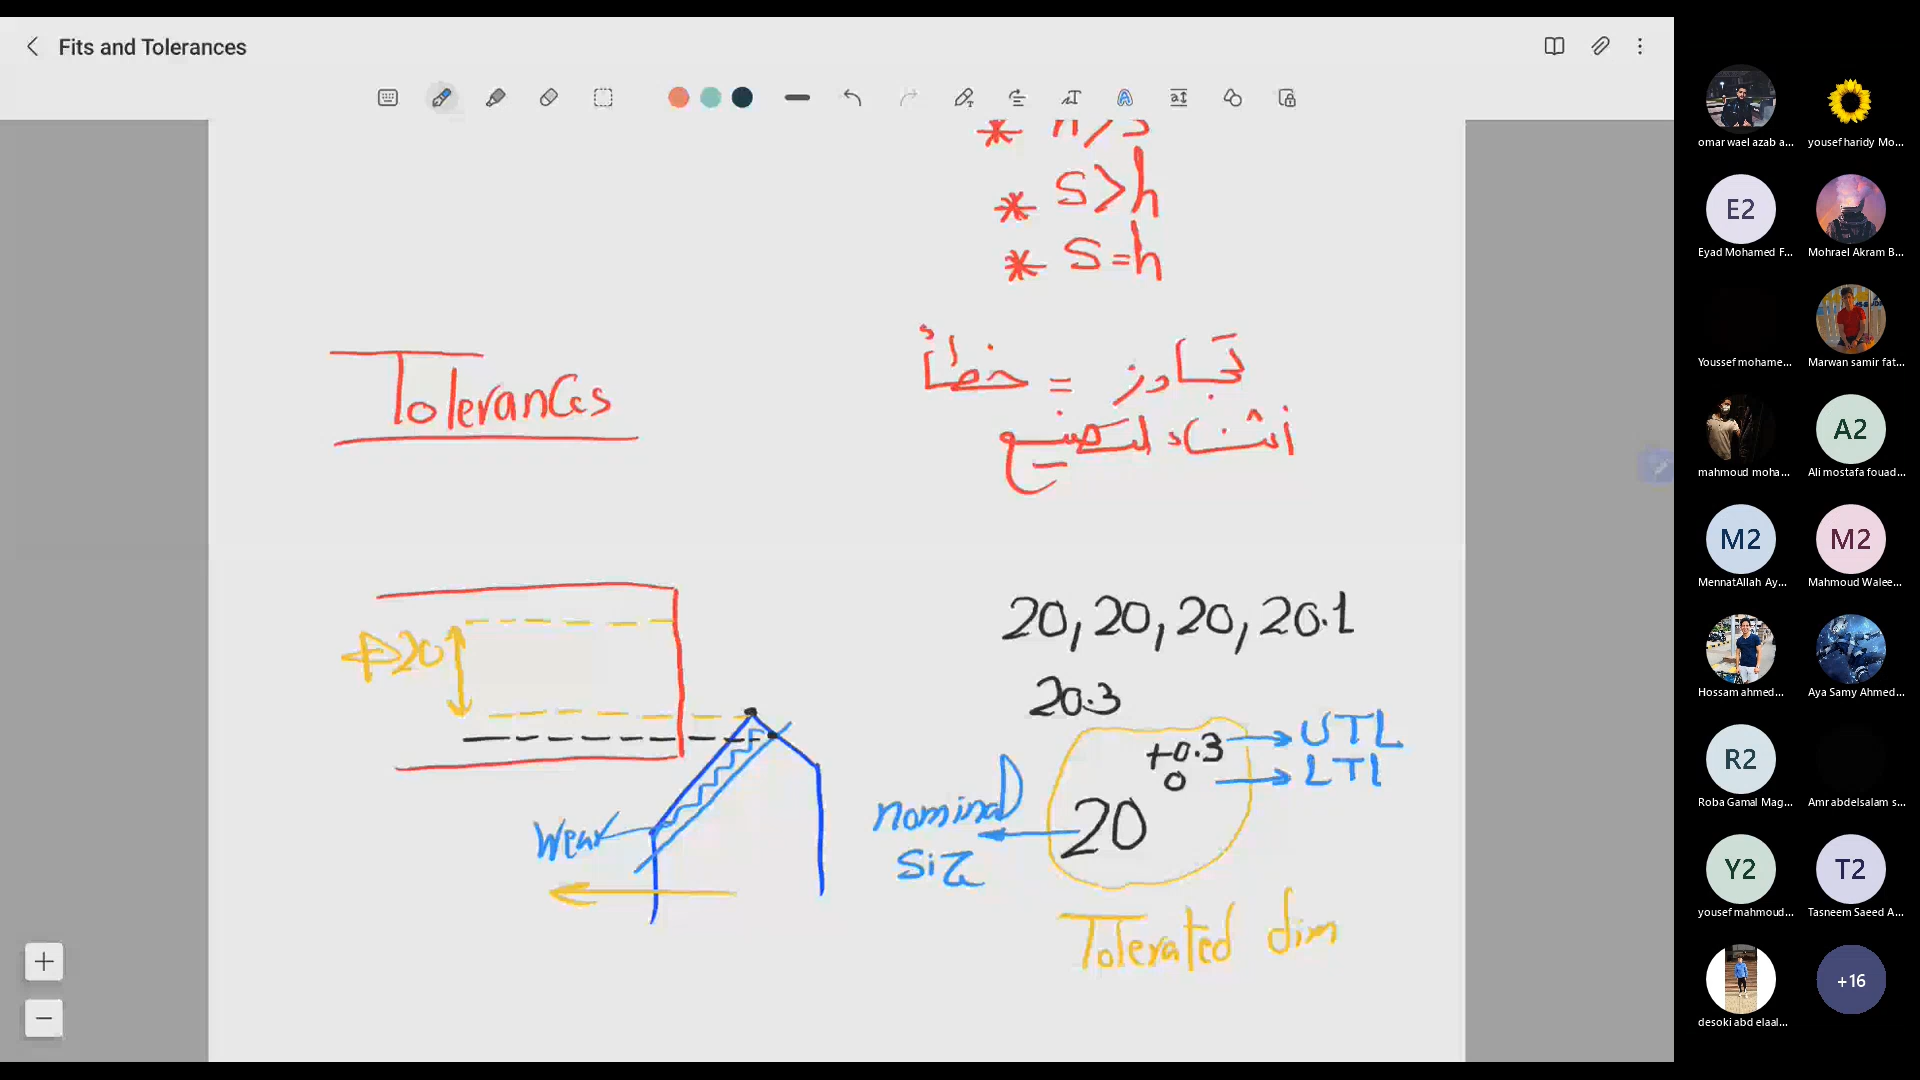 Fits and Tolerances
* h/s
* S>h
* S=h
Tolerances
تجاوز = خطأ
أثناء التصنيع
Φ20
20, 20, 20, 20.1
20.3
+0.3 → UTL
0 → LTL
nominal
size
20
Wear
Tolerated dim
omar wael azab a...
yousef haridy Mo...
E2
Eyad Mohamed F...
Mohrael Akram B...
Youssef mohame...
Marwan samir fat...
mahmoud moha...
A2
Ali mostafa fouad...
M2
MennatAllah Ay...
M2
Mahmoud Walee...
Hossam ahmed...
Aya Samy Ahmed...
R2
Roba Gamal Mag...
Amr abdelsalam s...
Y2
yousef mahmoud...
T2
Tasneem Saeed A...
desoki abd elaal...
+16